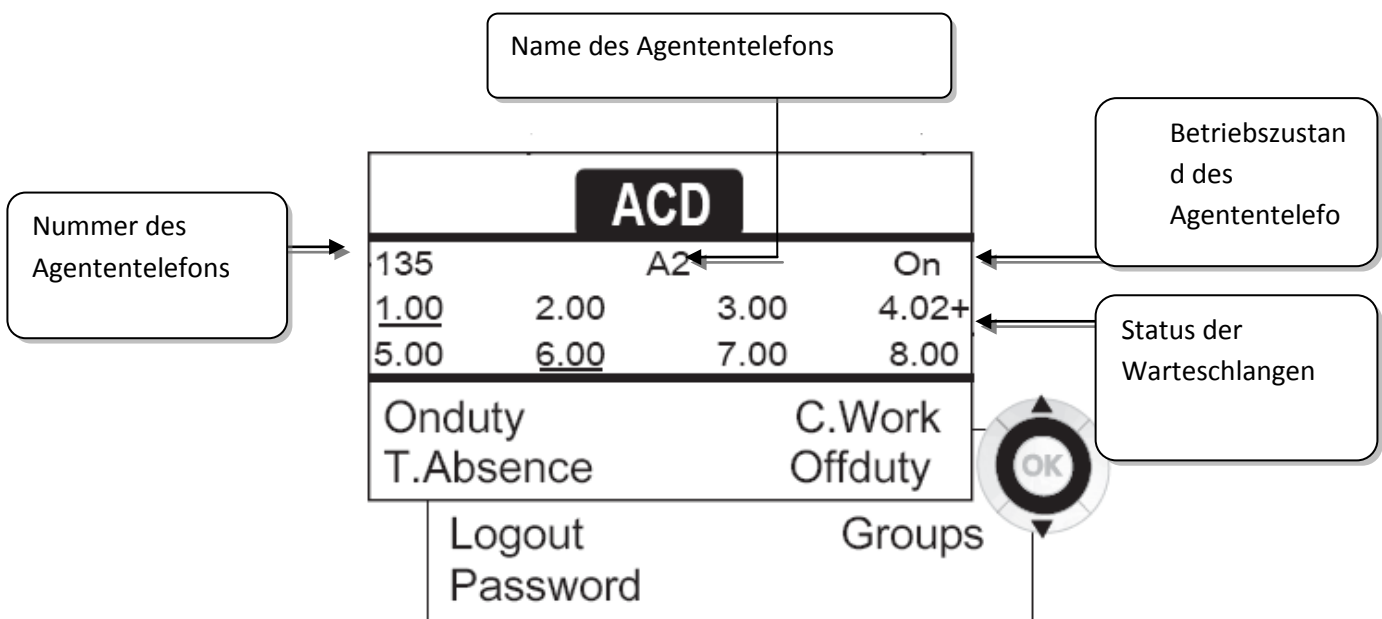 Name des Agententelefons
Betriebszustan
d des
Agententelefo
Nummer des
Agententelefons
ACD
135 A2 On
1.00 2.00 3.00 4.02+
5.00 6.00 7.00 8.00
Status der
Warteschlangen
Onduty C.Work
T.Absence Offduty
OK
Logout Groups
Password